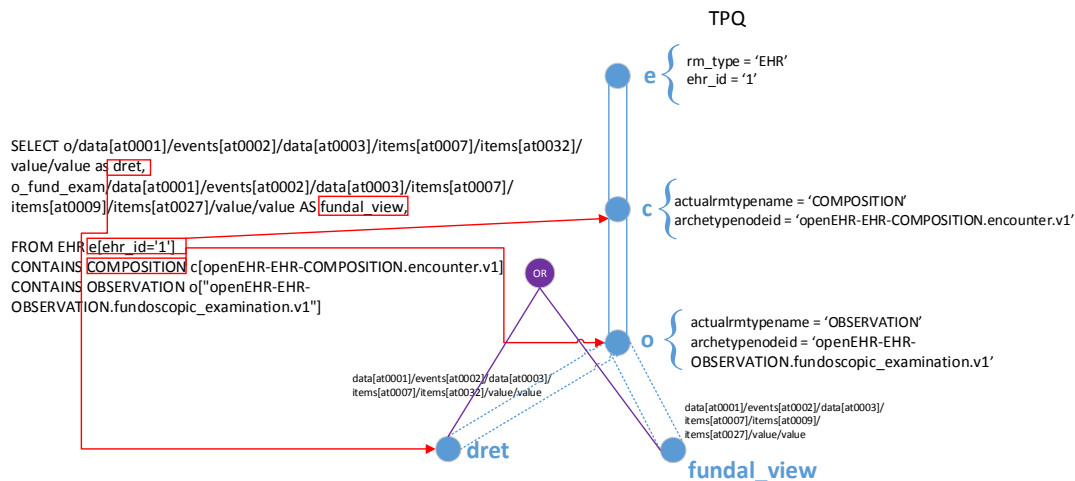 TPQ
e
rm_type = ‘EHR’
ehr_id = ‘1’
SELECT o/data[at0001]/events[at0002]/data[at0003]/items[at0007]/items[at0032]/
value/value as dret,
o_fund_exam/data[at0001]/events[at0002]/data[at0003]/items[at0007]/
items[at0009]/items[at0027]/value/value AS fundal_view,
FROM EHR e[ehr_id='1']
CONTAINS COMPOSITION c[openEHR-EHR-COMPOSITION.encounter.v1]
CONTAINS OBSERVATION o["openEHR-EHR-
OBSERVATION.fundoscopic_examination.v1"]
c
actualrmtypename = ‘COMPOSITION’
archetypenodeid = ‘openEHR-EHR-COMPOSITION.encounter.v1’
OR
o
actualrmtypename = ‘OBSERVATION’
archetypenodeid = ‘openEHR-EHR-
OBSERVATION.fundoscopic_examination.v1’
data[at0001]/events[at0002]/data[at0003]/
items[at0007]/items[at0032]/value/value
data[at0001]/events[at0002]/data[at0003]/
items[at0007]/items[at0009]/
items[at0027]/value/value
dret
fundal_view